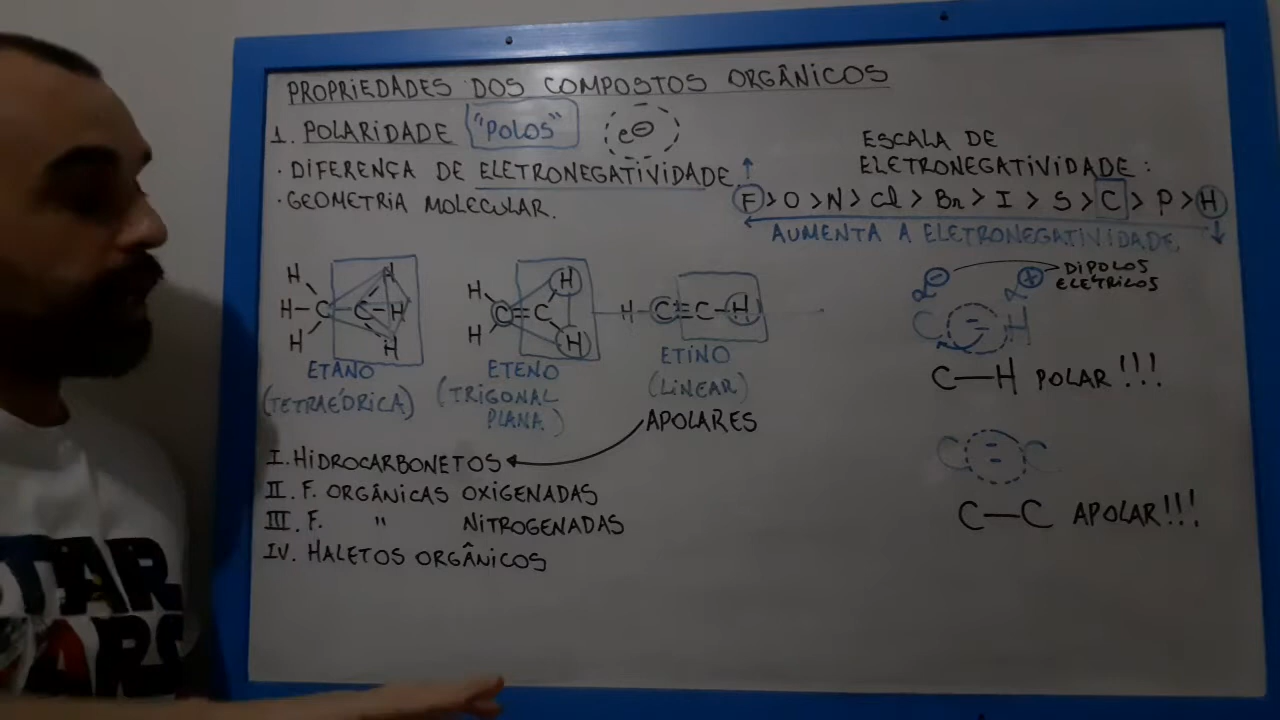 PROPRIEDADES DOS COMPOSTOS ORGÂNICOS
1. POLARIDADE "POLOS" e⊖
· DIFERENÇA DE ELETRONEGATIVIDADE ↑
· GEOMETRIA MOLECULAR.
ESCALA DE
ELETRONEGATIVIDADE:
F > O > N > Cl > Br > I > S > C > P > H
AUMENTA A ELETRONEGATIVIDADE
H H
H-C-C-H
H H
ETANO
(TETRAÉDRICA)
H H
C=C
H H
ETENO
(TRIGONAL
PLANA)
H-C≡C-H
ETINO
(LINEAR)
APOLARES
I. HIDROCARBONETOS
II. F. ORGÂNICAS OXIGENADAS
III. F. " NITROGENADAS
IV. HALETOS ORGÂNICOS
⊖ ⊕ DIPOLOS
ELÉTRICOS
C - H
C—H POLAR!!!
C - C
C—C APOLAR!!!
TAR
WARS